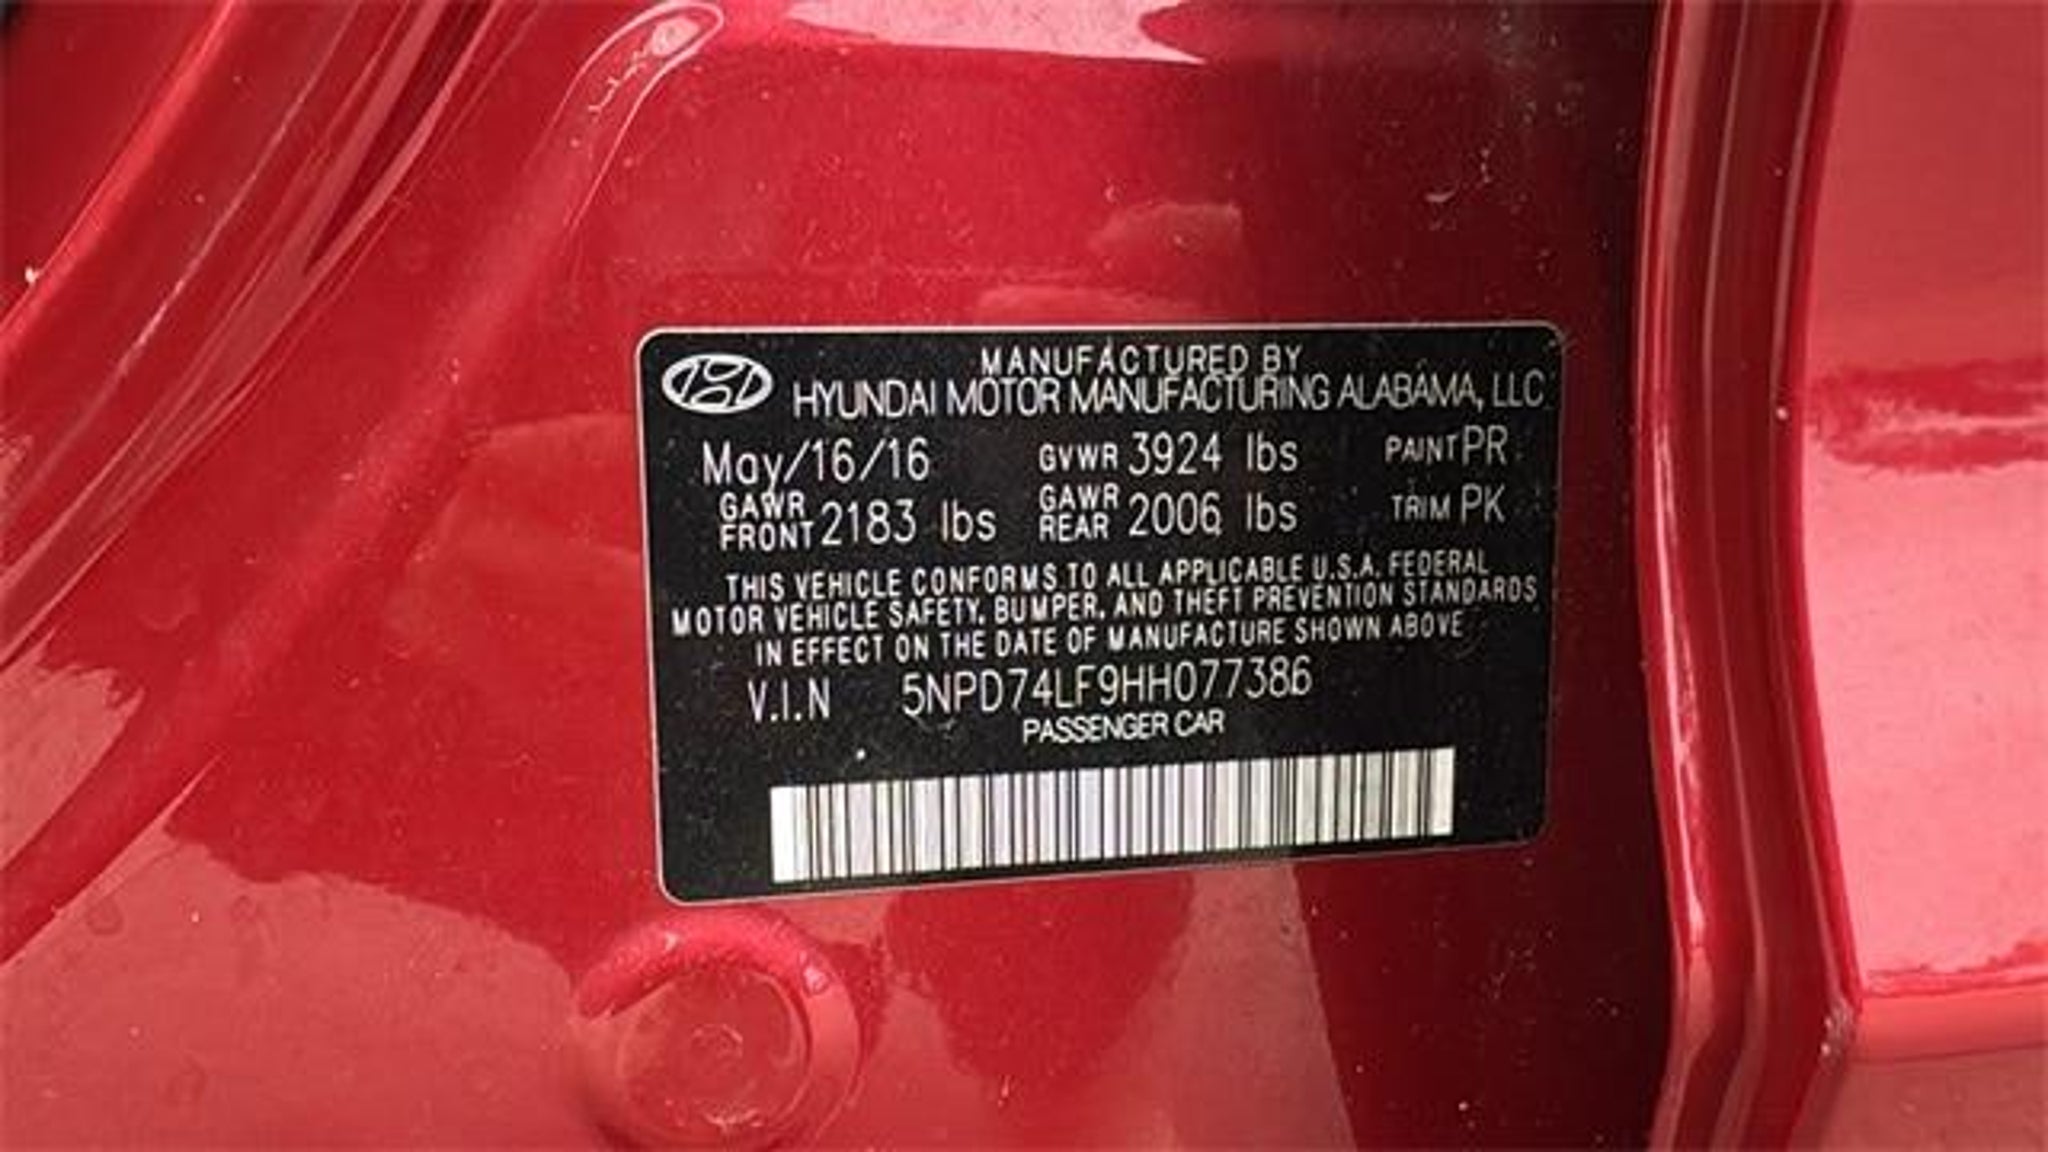 MANUFACTURED BY
HYUNDAI MOTOR MANUFACTURING ALABAMA, LLC
May/16/16 GVWR 3924 lbs PAINT PR
GAWR FRONT 2183 lbs GAWR REAR 2006 lbs TRIM PK
THIS VEHICLE CONFORMS TO ALL APPLICABLE U.S.A. FEDERAL
MOTOR VEHICLE SAFETY, BUMPER, AND THEFT PREVENTION STANDARDS
IN EFFECT ON THE DATE OF MANUFACTURE SHOWN ABOVE
V.I.N 5NPD74LF9HH077386
PASSENGER CAR